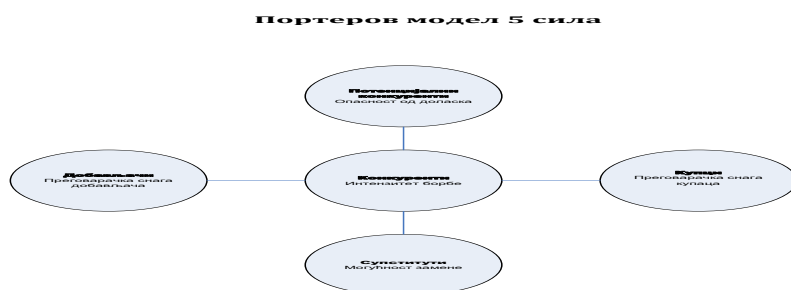 Портеров модел 5 сила
Потенцијални
конкуренти
Опасност од доласка
Добављачи
Преговарачка снага
добављача
Конкуренти
Интензитет борбе
Купци
Преговарачка снага
купаца
Супститути
Могућност замене